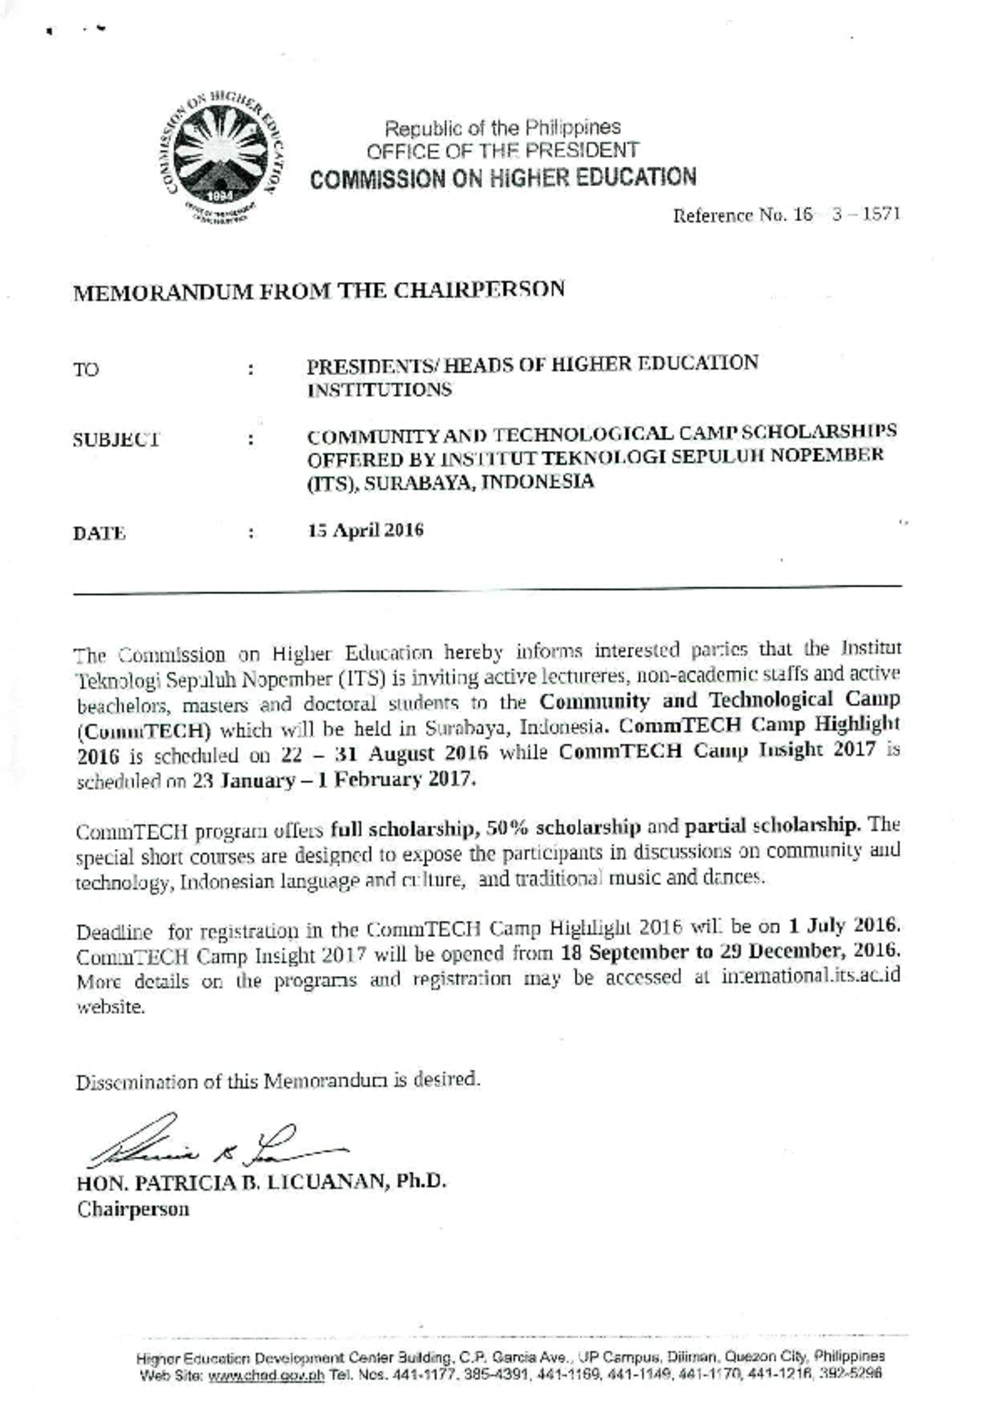 COMMISSION ON HIGHER EDUCATION
1994
OFFICE OF THE PRESIDENT
Republic of the Philippines
OFFICE OF THE PRESIDENT
COMMISSION ON HIGHER EDUCATION
Reference No. 16 3 – 1571
MEMORANDUM FROM THE CHAIRPERSON
TO : PRESIDENTS/ HEADS OF HIGHER EDUCATION
INSTITUTIONS
SUBJECT : COMMUNITY AND TECHNOLOGICAL CAMP SCHOLARSHIPS
OFFERED BY INSTITUT TEKNOLOGI SEPULUH NOPEMBER
(ITS), SURABAYA, INDONESIA
DATE : 15 April 2016
The Commission on Higher Education hereby informs interested parties that the Institut
Teknologi Sepuluh Nopember (ITS) is inviting active lectureres, non-academic staffs and active
beachelors, masters and doctoral students to the Community and Technological Camp
(CommTECH) which will be held in Surabaya, Indonesia. CommTECH Camp Highlight
2016 is scheduled on 22 – 31 August 2016 while CommTECH Camp Insight 2017 is
scheduled on 23 January – 1 February 2017.
CommTECH program offers full scholarship, 50% scholarship and partial scholarship. The
special short courses are designed to expose the participants in discussions on community and
technology, Indonesian language and culture, and traditional music and dances.
Deadline for registration in the CommTECH Camp Highlight 2016 will be on 1 July 2016.
CommTECH Camp Insight 2017 will be opened from 18 September to 29 December, 2016.
More details on the programs and registration may be accessed at international.its.ac.id
website.
Dissemination of this Memorandum is desired.
HON. PATRICIA B. LICUANAN, Ph.D.
Chairperson
Higher Education Development Center Building, C.P. Garcia Ave., UP Campus, Diliman, Quezon City, Philippines
Web Site: www.ched.gov.ph Tel. Nos. 441-1177, 385-4391, 441-1169, 441-1149, 441-1170, 441-1216, 392-5296